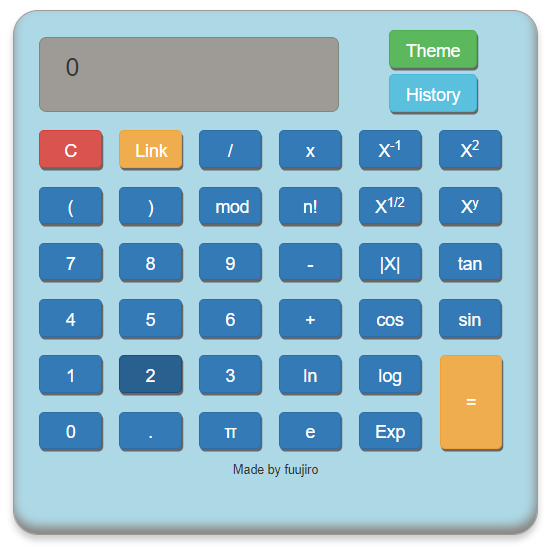 0
Theme
History
C Link / x X-1 X2
( ) mod n! X1/2 Xy
7 8 9 - |X| tan
4 5 6 + cos sin
1 2 3 ln log
=
0 . π e Exp
Made by fuujiro